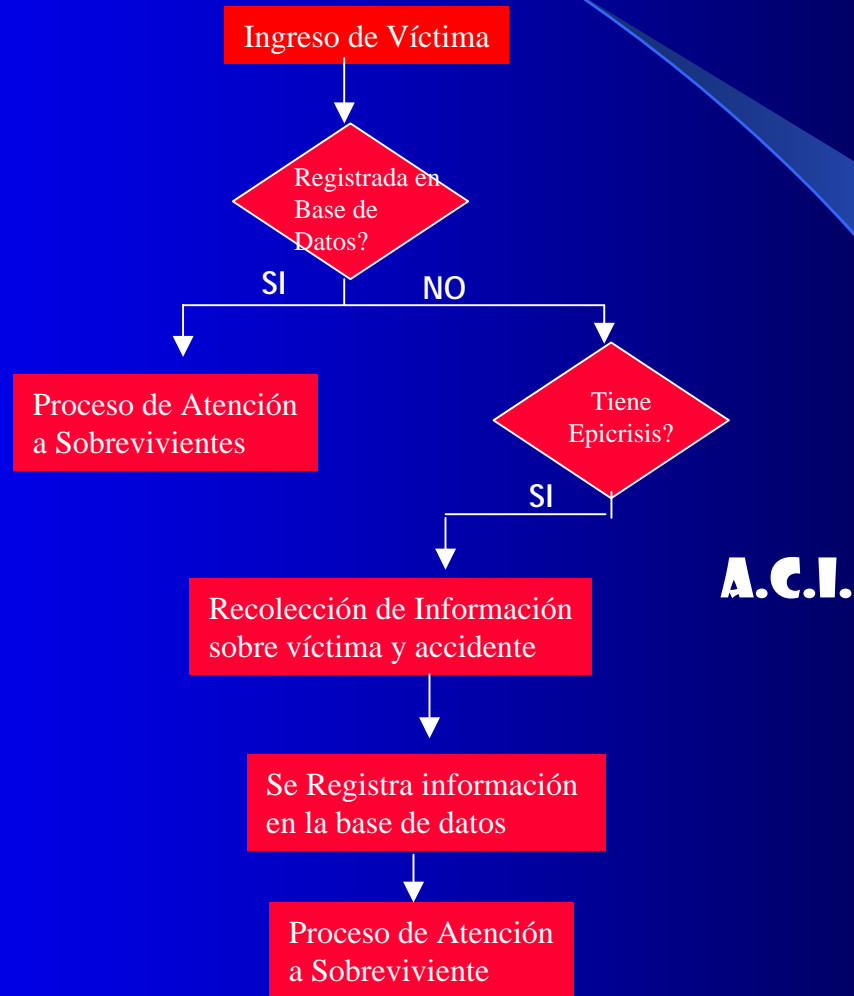 Ingreso de Víctima
Registrada en
Base de
Datos?
SI
NO
Proceso de Atención
a Sobrevivientes
Tiene
Epicrisis?
SI
A.C.I.
Recolección de Información
sobre víctima y accidente
Se Registra información
en la base de datos
Proceso de Atención
a Sobreviviente